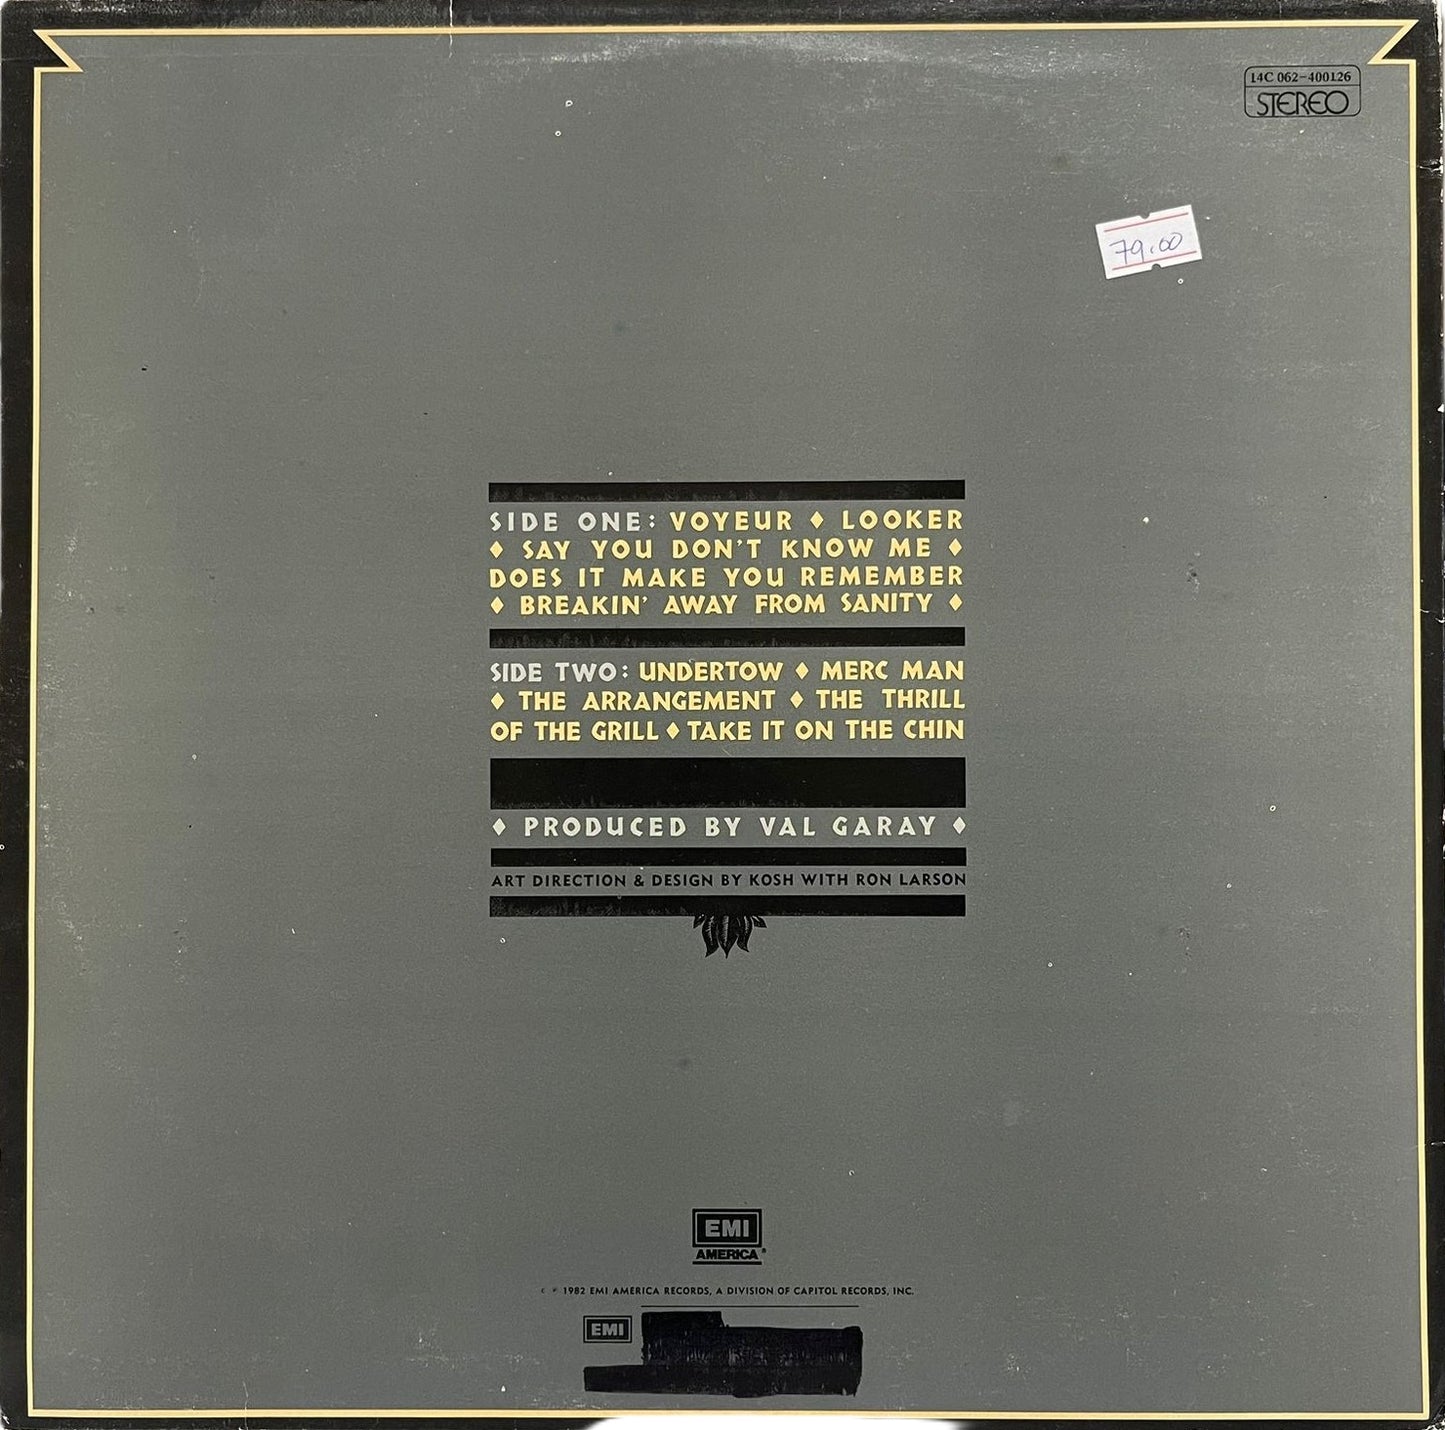 14C 062-400126
STEREO
79.00
SIDE ONE: VOYEUR ♦ LOOKER
♦ SAY YOU DON'T KNOW ME ♦
DOES IT MAKE YOU REMEMBER
♦ BREAKIN' AWAY FROM SANITY ♦
SIDE TWO: UNDERTOW ♦ MERC MAN
♦ THE ARRANGEMENT ♦ THE THRILL
OF THE GRILL ♦ TAKE IT ON THE CHIN
♦ PRODUCED BY VAL GARAY ♦
ART DIRECTION & DESIGN BY KOSH WITH RON LARSON
EMI
AMERICA®
© ℗ 1982 EMI AMERICA RECORDS, A DIVISION OF CAPITOL RECORDS, INC.
EMI